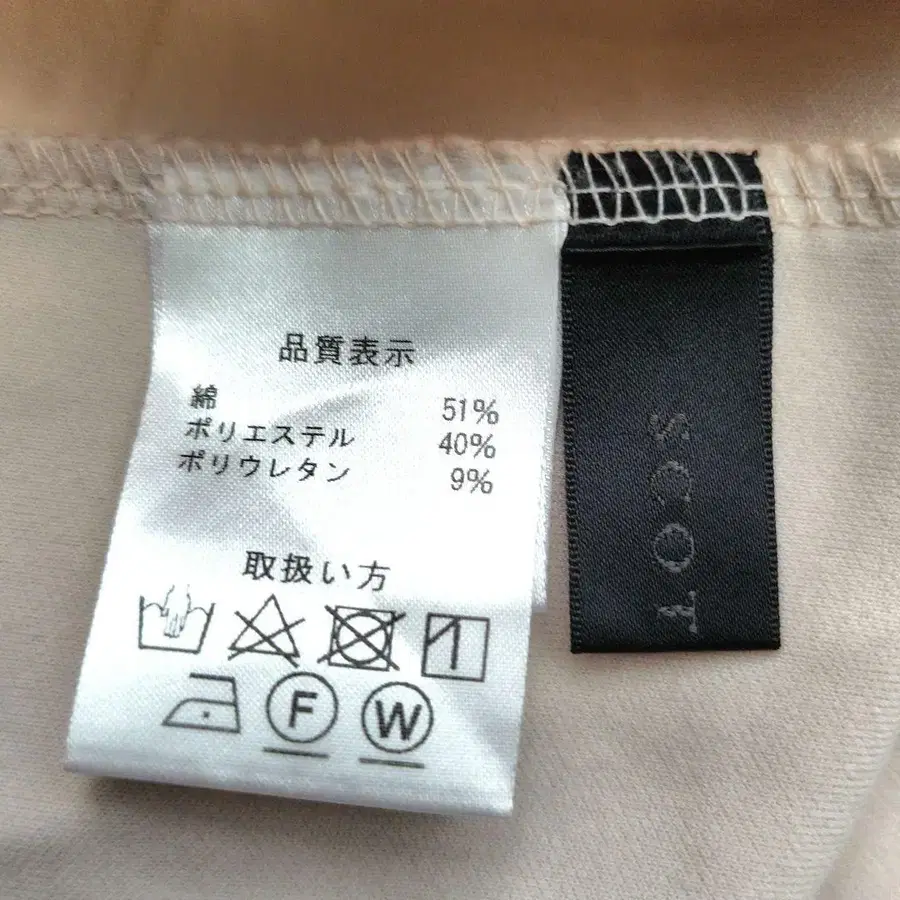 品質表示
綿 51%
ポリエステル 40%
ポリウレタン 9%
取扱い方
F W
SCOT